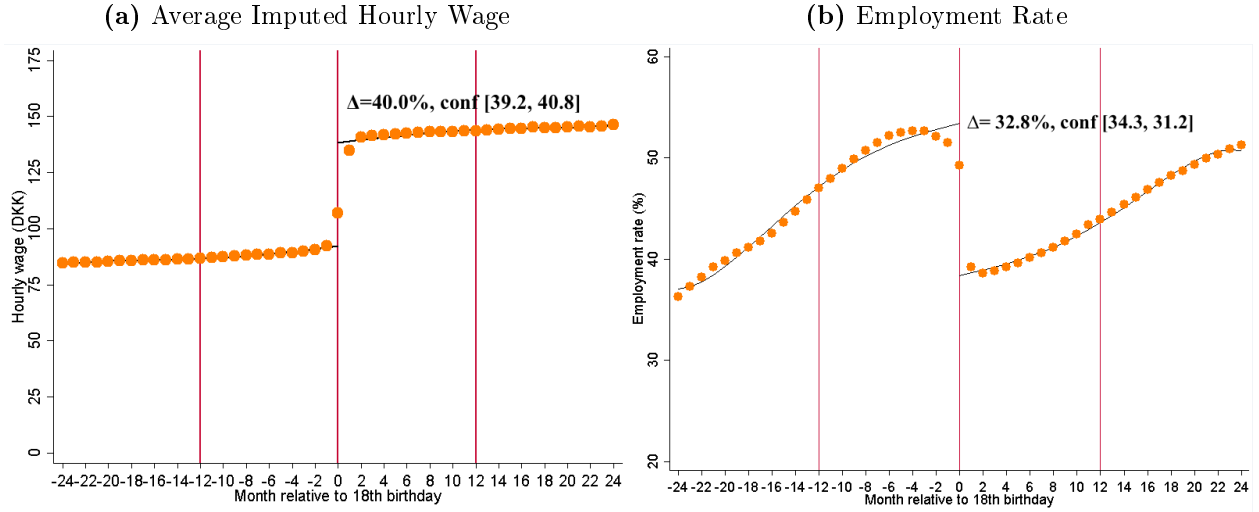 (a) Average Imputed Hourly Wage
Hourly wage (DKK)
175
150
125
100
75
50
25
0
Δ=40.0%, conf [39.2, 40.8]
-24 -22 -20 -18 -16 -14 -12 -10 -8 -6 -4 -2 0 2 4 6 8 10 12 14 16 18 20 22 24
Month relative to 18th birthday
(b) Employment Rate
Employment rate (%)
60
50
40
30
20
Δ= 32.8%, conf [34.3, 31.2]
-24 -22 -20 -18 -16 -14 -12 -10 -8 -6 -4 -2 0 2 4 6 8 10 12 14 16 18 20 22 24
Month relative to 18th birthday